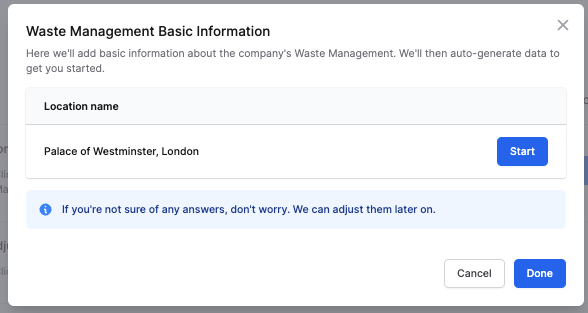 Waste Management Basic Information
Here we'll add basic information about the company's Waste Management. We'll then auto-generate data to
get you started.
Location name
Palace of Westminster, London
Start
If you're not sure of any answers, don't worry. We can adjust them later on.
Cancel
Done